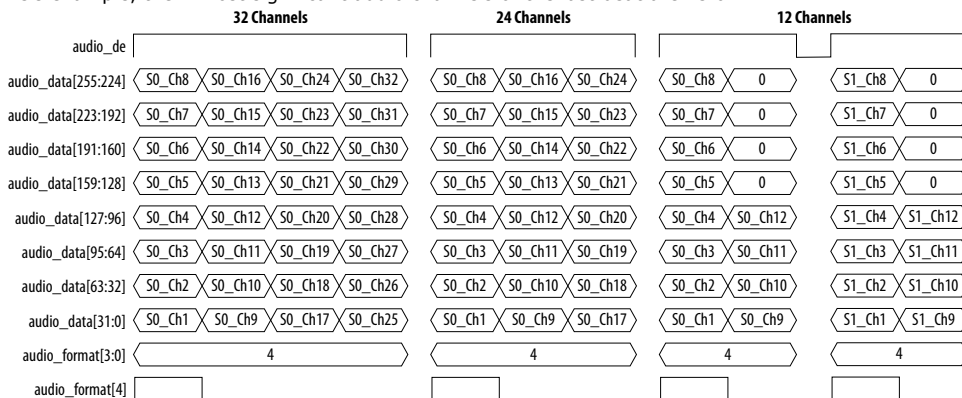 32 Channels 24 Channels 12 Channels
audio_de
audio_data[255:224] S0_Ch8 S0_Ch16 S0_Ch24 S0_Ch32 S0_Ch8 S0_Ch16 S0_Ch24 S0_Ch8 0 S1_Ch8 0
audio_data[223:192] S0_Ch7 S0_Ch15 S0_Ch23 S0_Ch31 S0_Ch7 S0_Ch15 S0_Ch23 S0_Ch7 0 S1_Ch7 0
audio_data[191:160] S0_Ch6 S0_Ch14 S0_Ch22 S0_Ch30 S0_Ch6 S0_Ch14 S0_Ch22 S0_Ch6 0 S1_Ch6 0
audio_data[159:128] S0_Ch5 S0_Ch13 S0_Ch21 S0_Ch29 S0_Ch5 S0_Ch13 S0_Ch21 S0_Ch5 0 S1_Ch5 0
audio_data[127:96] S0_Ch4 S0_Ch12 S0_Ch20 S0_Ch28 S0_Ch4 S0_Ch12 S0_Ch20 S0_Ch4 S0_Ch12 S1_Ch4 S1_Ch12
audio_data[95:64] S0_Ch3 S0_Ch11 S0_Ch19 S0_Ch27 S0_Ch3 S0_Ch11 S0_Ch19 S0_Ch3 S0_Ch11 S1_Ch3 S1_Ch11
audio_data[63:32] S0_Ch2 S0_Ch10 S0_Ch18 S0_Ch26 S0_Ch2 S0_Ch10 S0_Ch18 S0_Ch2 S0_Ch10 S1_Ch2 S1_Ch10
audio_data[31:0] S0_Ch1 S0_Ch9 S0_Ch17 S0_Ch25 S0_Ch1 S0_Ch9 S0_Ch17 S0_Ch1 S0_Ch9 S1_Ch1 S1_Ch9
audio_format[3:0] 4 4 4 4
audio_format[4]